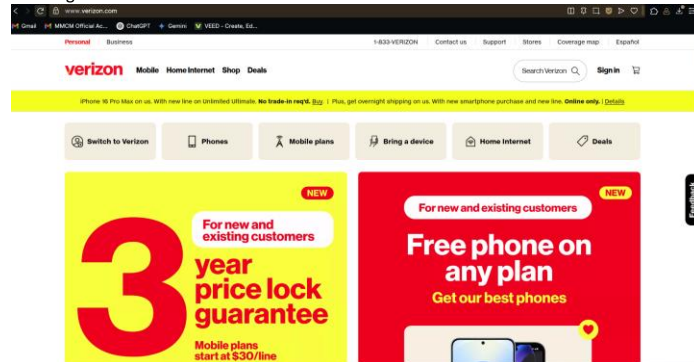 www.verizon.com
Gmail MMCM Official Ac... ChatGPT Gemini VEED - Create, Ed...
Personal Business 1-833-VERIZON Contact us Support Stores Coverage map Español
verizon Mobile Home Internet Shop Deals Search Verizon Sign in
iPhone 16 Pro Max on us. With new line on Unlimited Ultimate. No trade-in req'd. Buy | Plus, get overnight shipping on us. With new smartphone purchase and new line. Online only. | Details
Switch to Verizon Phones Mobile plans Bring a device Home Internet Deals
NEW
For new and
existing customers
3 year
price lock
guarantee
Mobile plans
start at $30/line
NEW
For new and existing customers
Free phone on
any plan
Get our best phones
Feedback